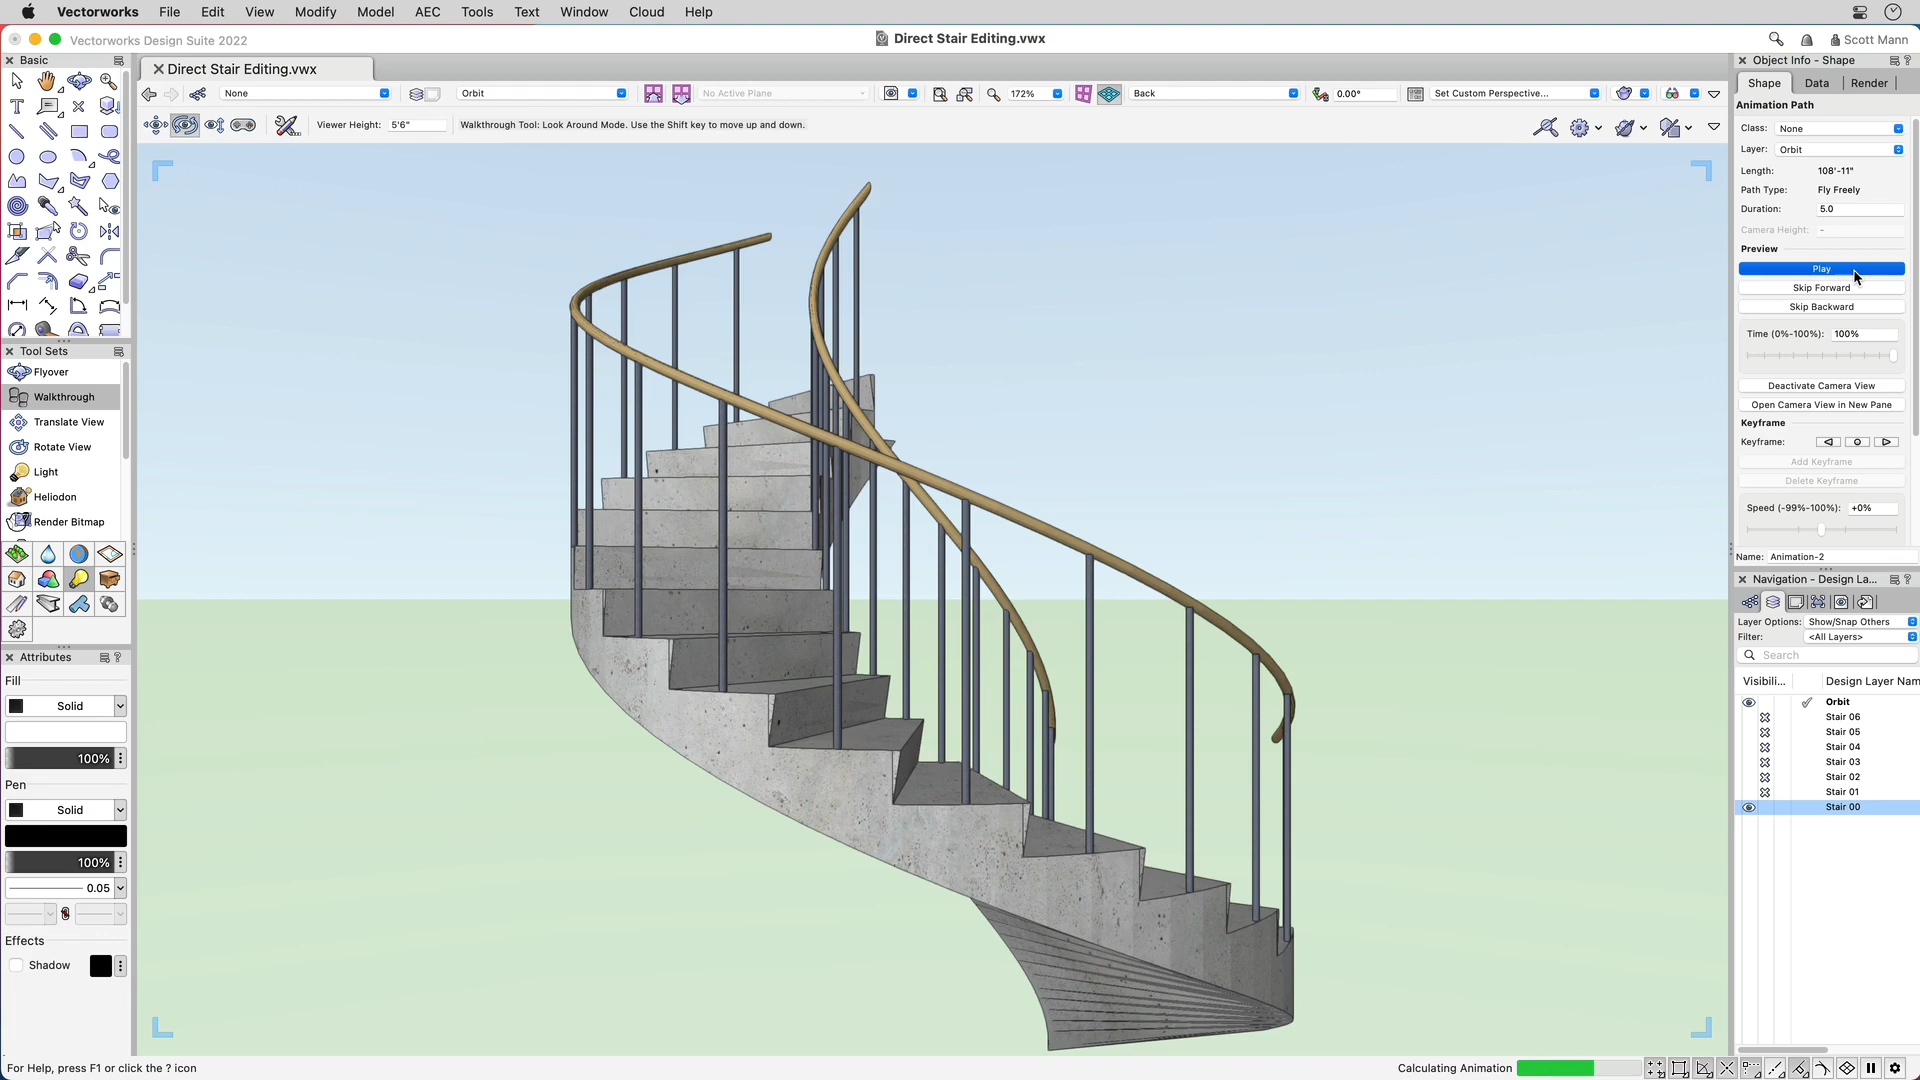 Vectorworks File Edit View Modify Model AEC Tools Text Window Cloud Help
Vectorworks Design Suite 2022
Direct Stair Editing.vwx
Scott Mann
Basic
Direct Stair Editing.vwx
None
Orbit
No Active Plane
172%
Back
0.00°
Set Custom Perspective...
Viewer Height: 5'6"
Walkthrough Tool: Look Around Mode. Use the Shift key to move up and down.
Tool Sets
Flyover
Walkthrough
Translate View
Rotate View
Light
Heliodon
Render Bitmap
Attributes
Fill
Solid
100%
Pen
Solid
100%
0.05
Effects
Shadow
Object Info - Shape
Shape Data Render
Animation Path
Class: None
Layer: Orbit
Length: 108'-11"
Path Type: Fly Freely
Duration: 5.0
Camera Height: -
Preview
Play
Skip Forward
Skip Backward
Time (0%-100%): 100%
Deactivate Camera View
Open Camera View in New Pane
Keyframe
Keyframe:
Add Keyframe
Delete Keyframe
Speed (-99%-100%): +0%
Name: Animation-2
Navigation - Design La...
Layer Options: Show/Snap Others
Filter: <All Layers>
Search
Visibili... Design Layer Nam
Orbit
Stair 06
Stair 05
Stair 04
Stair 03
Stair 02
Stair 01
Stair 00
For Help, press F1 or click the ? icon
Calculating Animation